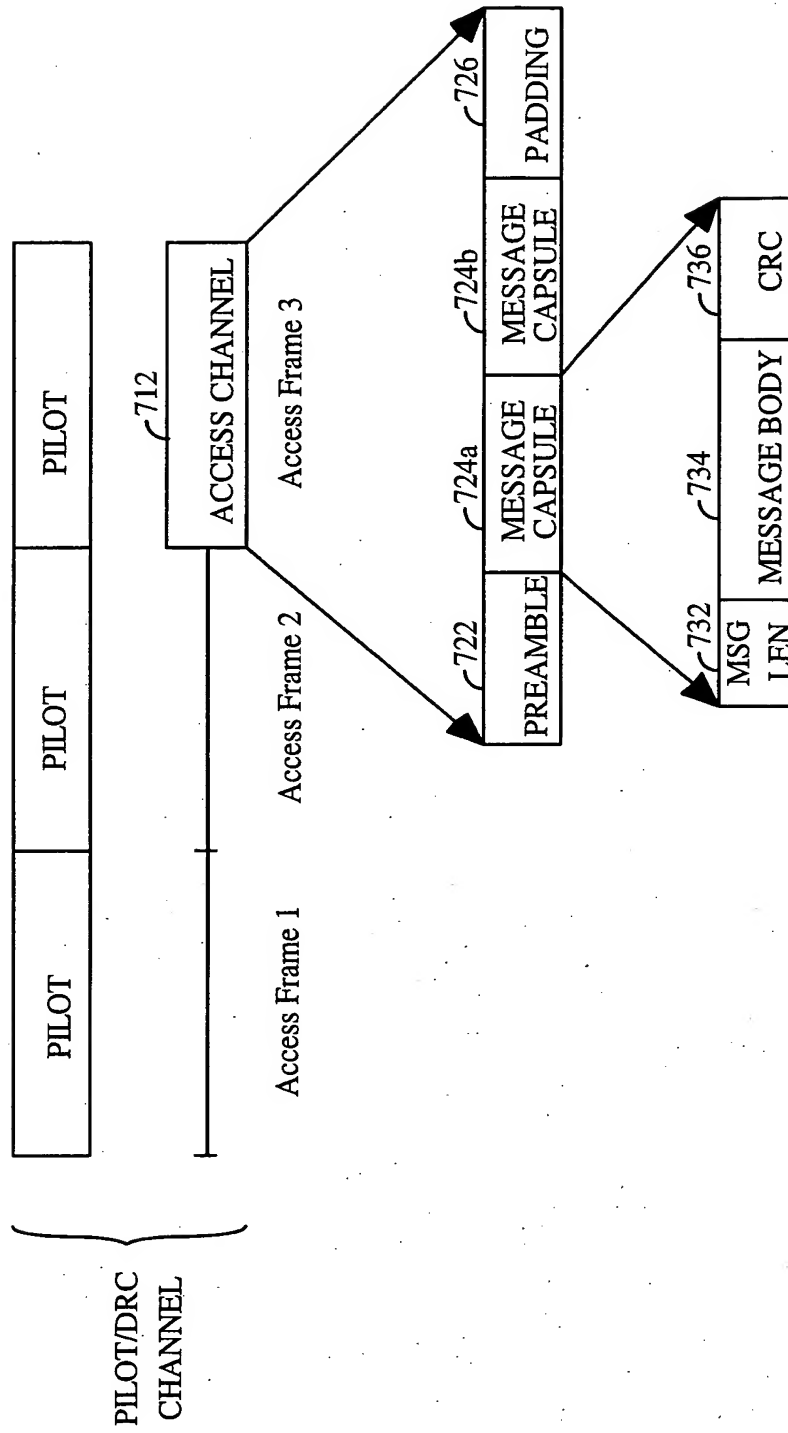 PILOT/DRC
CHANNEL
PILOT
PILOT
PILOT
712
ACCESS CHANNEL
Access Frame 1
Access Frame 2
Access Frame 3
722
724a
724b
726
PREAMBLE
MESSAGE
CAPSULE
MESSAGE
CAPSULE
PADDING
732
734
736
MSG
LEN
MESSAGE BODY
CRC